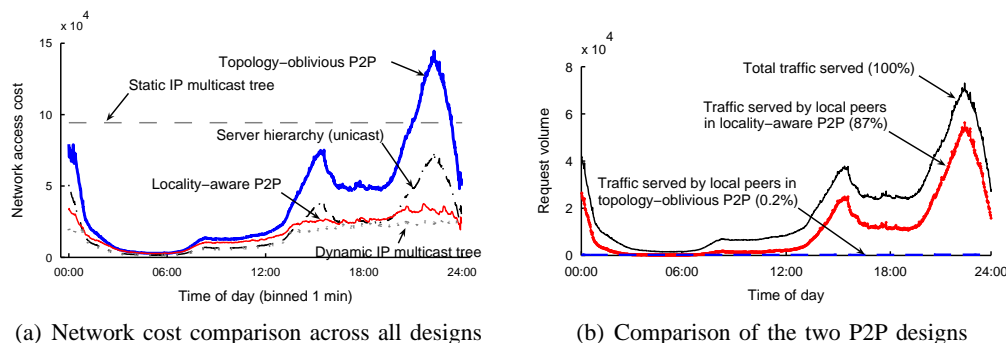 x 10^4
15
10
5
0
Network access cost
Topology−oblivious P2P
Static IP multicast tree
Server hierarchy (unicast)
Locality−aware P2P
Dynamic IP multicast tree
00:00 06:00 12:00 18:00 24:00
Time of day (binned 1 min)
(a) Network cost comparison across all designs
x 10^4
8
6
4
2
0
Request volume
Total traffic served (100%)
Traffic served by local peers
in locality−aware P2P (87%)
Traffic served by local peers in
topology−oblivious P2P (0.2%)
00:00 06:00 12:00 18:00 24:00
Time of day
(b) Comparison of the two P2P designs